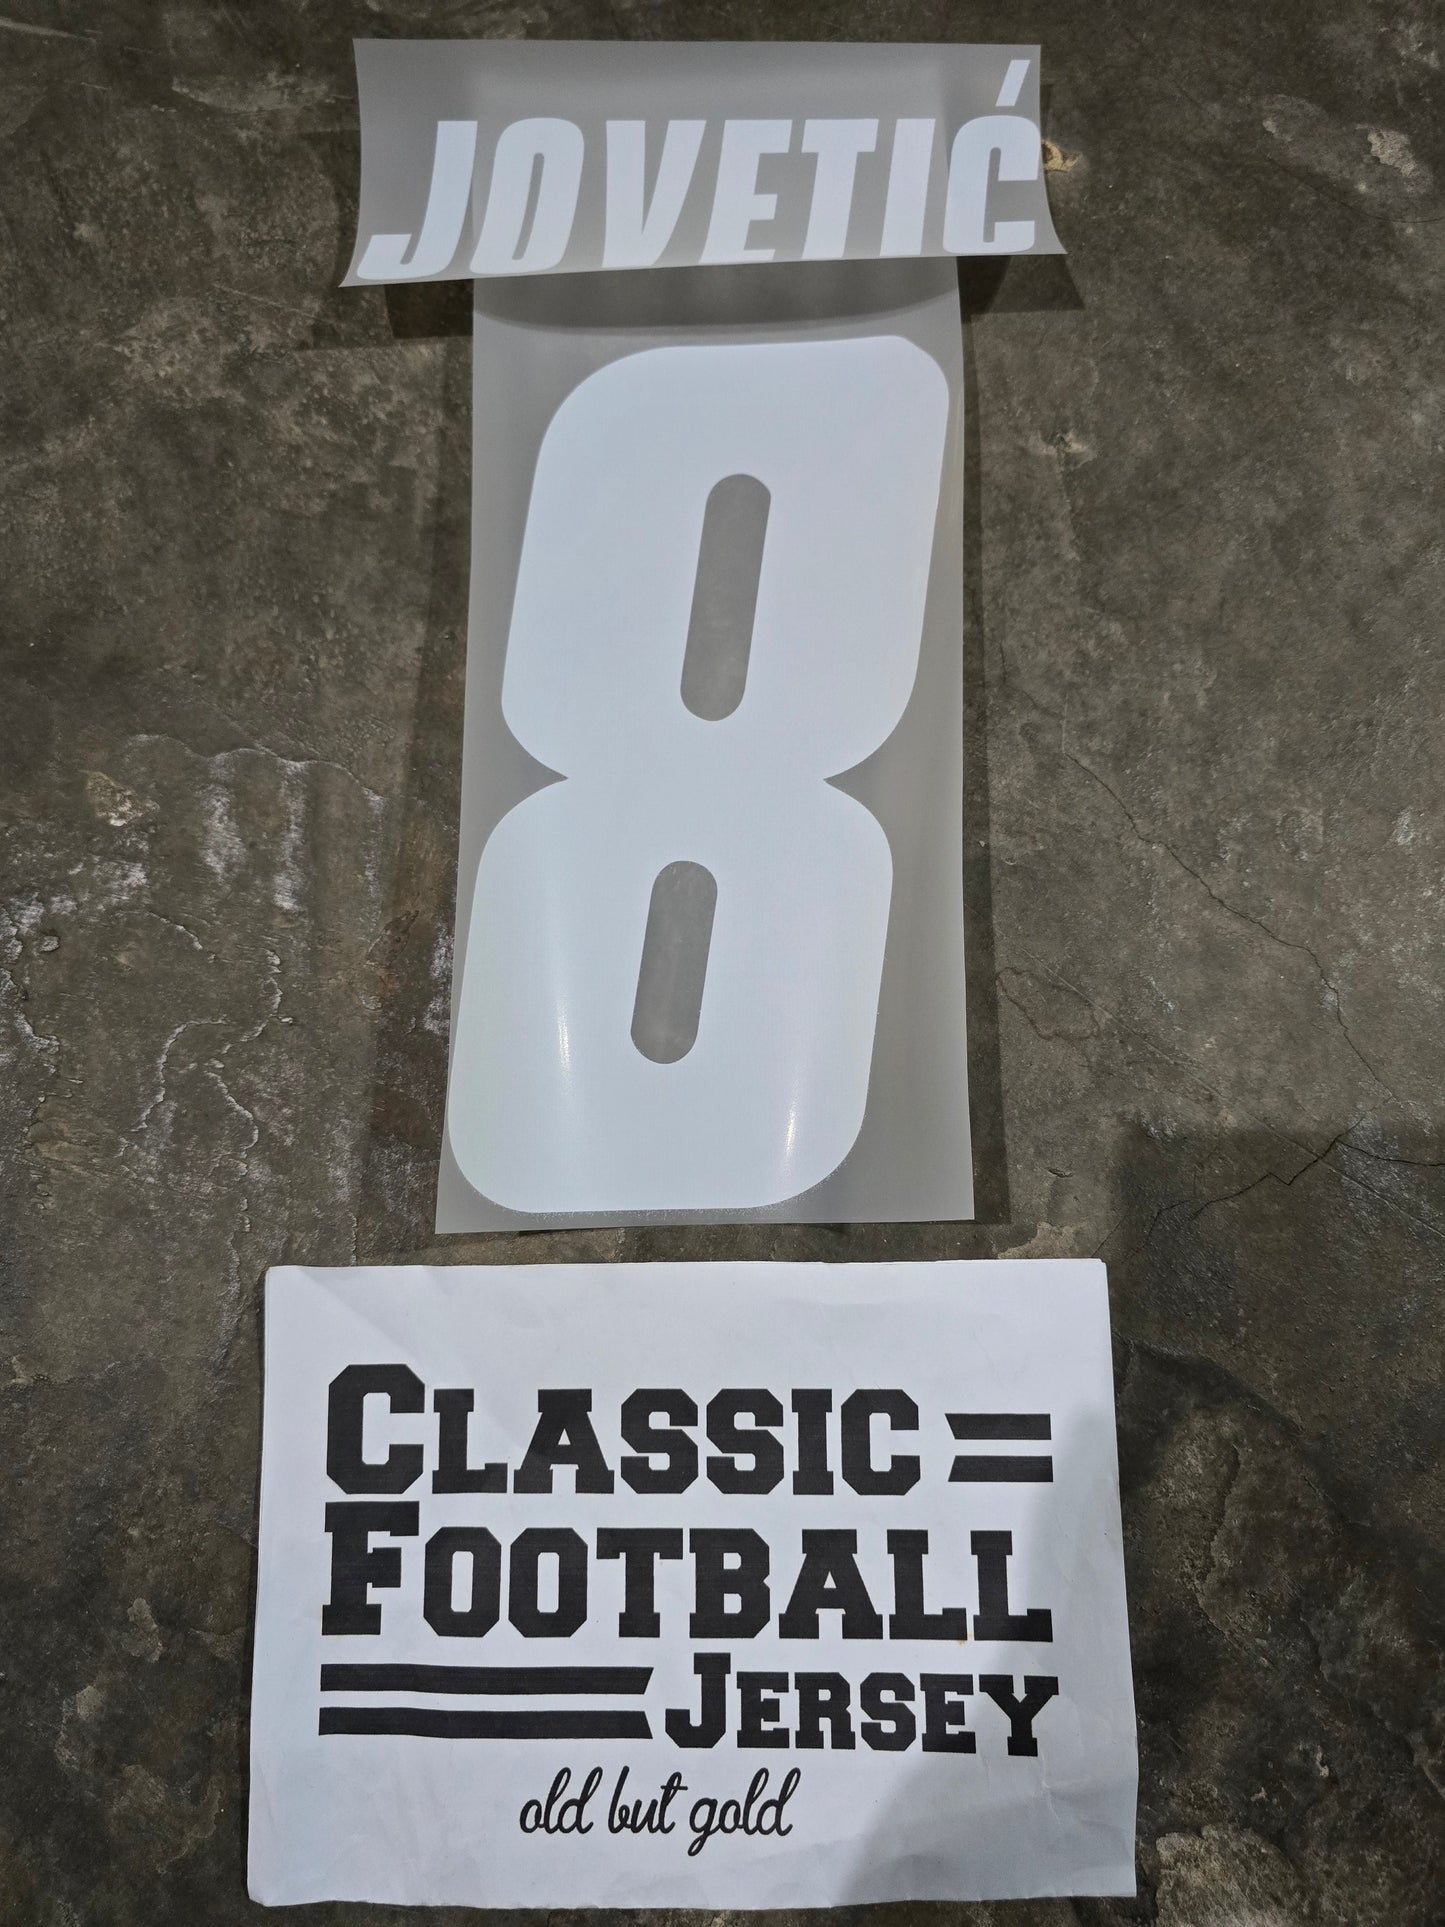 JOVETIĆ
8
CLASSIC
FOOTBALL
JERSEY
old but gold